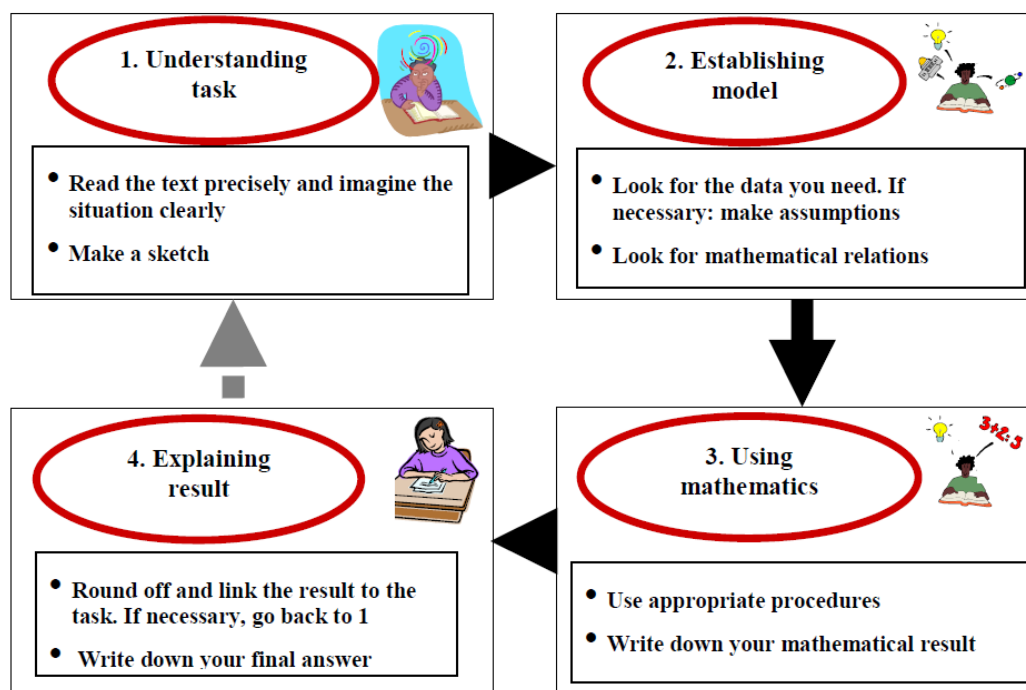 1. Understanding
task
• Read the text precisely and imagine the
situation clearly
• Make a sketch
2. Establishing
model
• Look for the data you need. If
necessary: make assumptions
• Look for mathematical relations
3. Using
mathematics
3+2:3
• Use appropriate procedures
• Write down your mathematical result
4. Explaining
result
• Round off and link the result to the
task. If necessary, go back to 1
• Write down your final answer